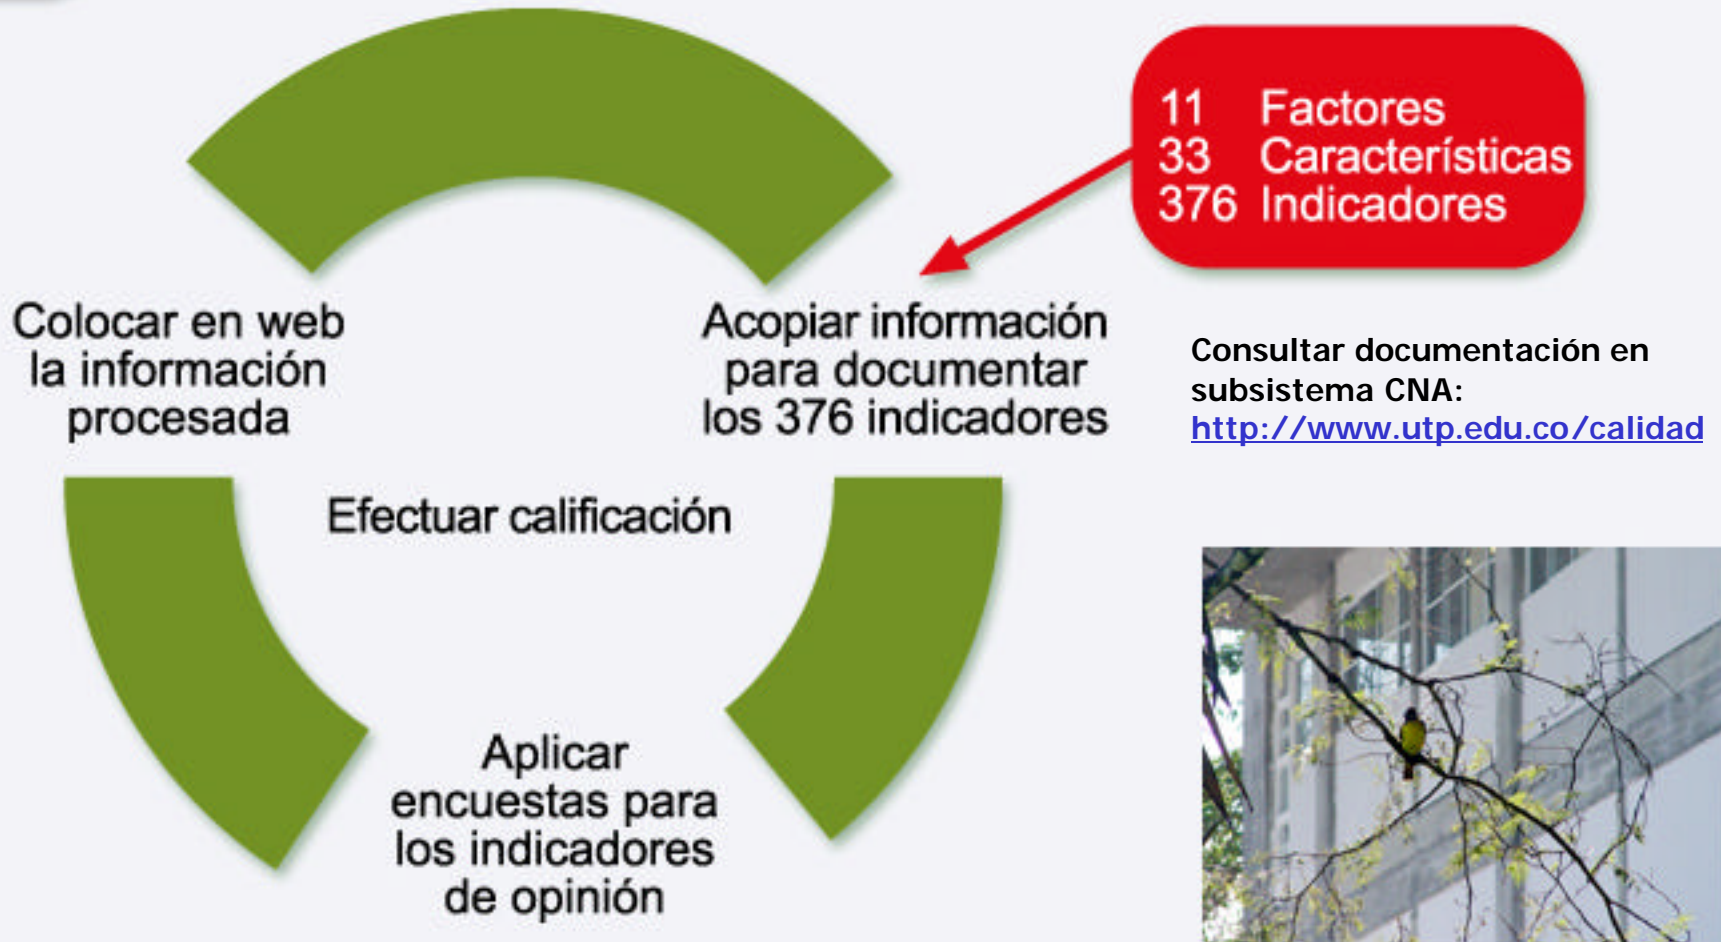 11 Factores
33 Características
376 Indicadores
Colocar en web
la información
procesada
Acopiar información
para documentar
los 376 indicadores
Consultar documentación en
subsistema CNA:
http://www.utp.edu.co/calidad
Efectuar calificación
Aplicar
encuestas para
los indicadores
de opinión